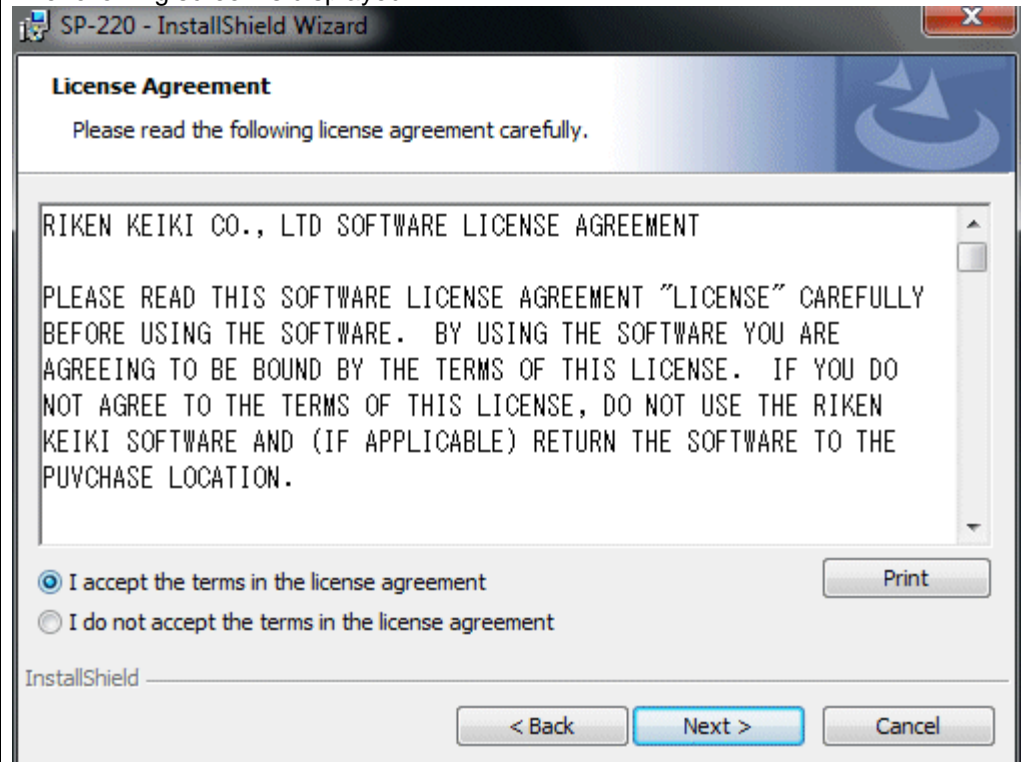 SP-220 - InstallShield Wizard
License Agreement
Please read the following license agreement carefully.
RIKEN KEIKI CO., LTD SOFTWARE LICENSE AGREEMENT
PLEASE READ THIS SOFTWARE LICENSE AGREEMENT ″LICENSE″ CAREFULLY
BEFORE USING THE SOFTWARE.  BY USING THE SOFTWARE YOU ARE
AGREEING TO BE BOUND BY THE TERMS OF THIS LICENSE.  IF YOU DO
NOT AGREE TO THE TERMS OF THIS LICENSE, DO NOT USE THE RIKEN
KEIKI SOFTWARE AND (IF APPLICABLE) RETURN THE SOFTWARE TO THE
PUVCHASE LOCATION.
I accept the terms in the license agreement
Print
I do not accept the terms in the license agreement
InstallShield
< Back
Next >
Cancel